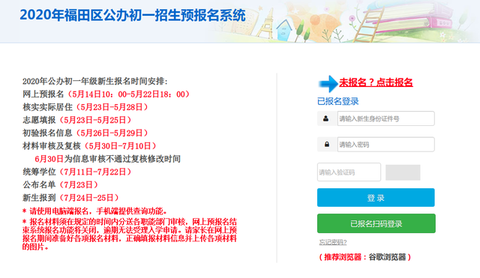 2020年福田区公办初一招生预报名系统
2020年公办初一年级新生报名时间安排：
网上预报名（5月14日10：00-5月22日18：00）
核实实际居住（5月23日-5月28日）
志愿填报（5月23日-5月25日）
初验报名信息（5月26日-5月29日）
材料审核及复核（5月30日-7月10日）
6月30日为信息审核不通过复核修改时间
统筹学位（7月11日-7月22日）
公布名单（7月23日）
新生报到（7月24日-25日）
* 请使用电脑端报名，手机端提供查询功能。
* 报名材料须在规定的时间内分送各职能部门审核，网上预报名结
束系统报名功能将关闭，逾期无法受理入学申请。请家长在网上预
报名期间准备好各项报名材料，正确填报材料信息并上传各项材料
的图片。
未报名？点击报名
已报名登录
请输入新生身份证件号
请输入密码
请输入验证码
登 录
已报名扫码登录
忘记密码?
（推荐浏览器：谷歌浏览器）